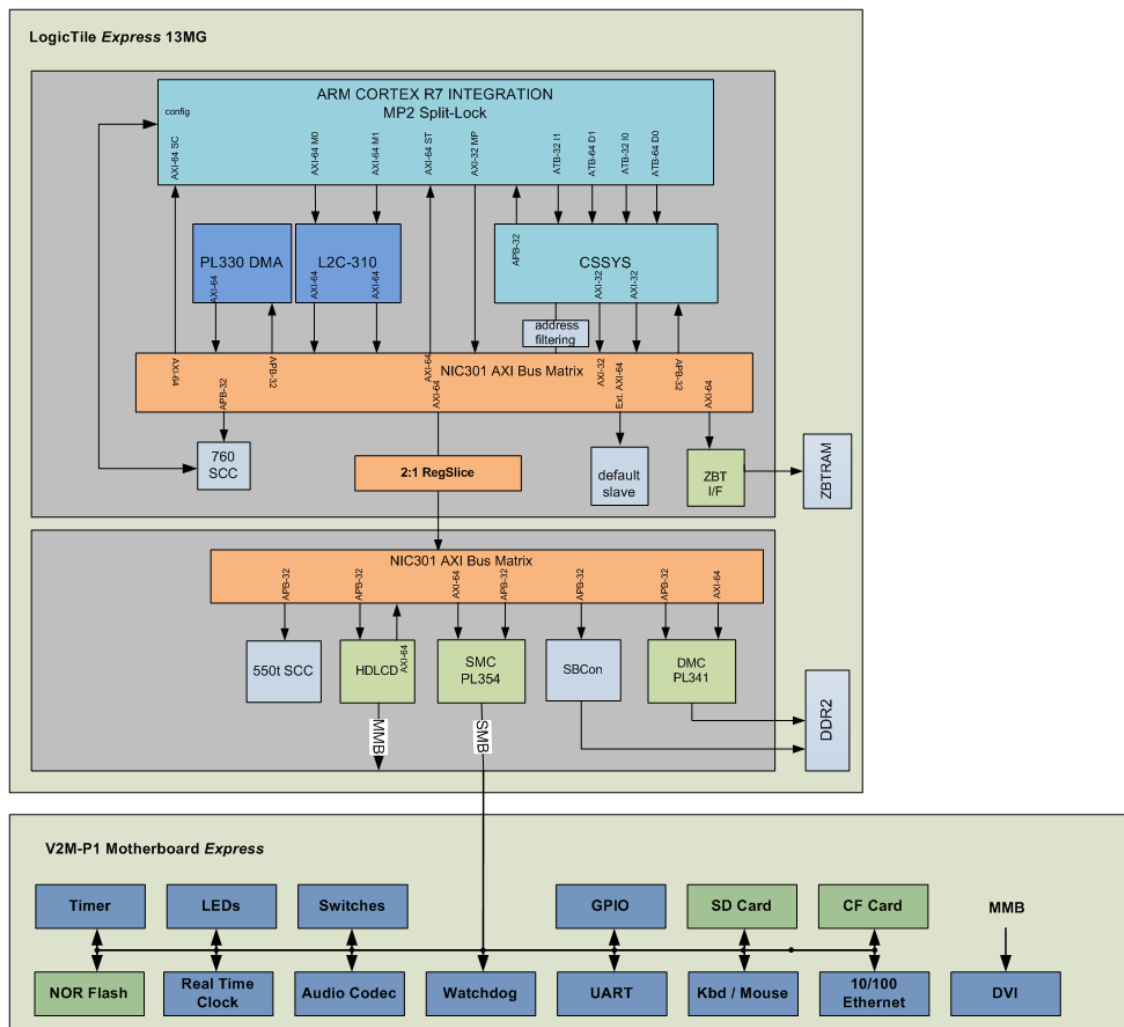 LogicTile Express 13MG
ARM CORTEX R7 INTEGRATION
MP2 Split-Lock
config
AXI-64 SC
AXI-64 M0
AXI-64 M1
AXI-64 ST
AXI-32 MP
ATB-32 I1
ATB-64 D1
ATB-32 I0
ATB-64 D0
PL330 DMA
AXI-64
L2C-310
AXI-64
AXI-64
APB-32
CSSYS
AXI-32
AXI-32
address
filtering
NIC301 AXI Bus Matrix
AXI-64
APB-32
APB-32
AXI-64
AXI-64
AXI-32
Ext. AXI-64
APB-32
AXI-64
760
SCC
2:1 RegSlice
default
slave
ZBT
I/F
ZBTRAM
NIC301 AXI Bus Matrix
APB-32
APB-32
AXI-64
APB-32
APB-32
APB-32
AXI-64
550t SCC
HDLCD
AXI-64
SMC
PL354
SBCon
DMC
PL341
DDR2
MMB
SMB
V2M-P1 Motherboard Express
Timer
LEDs
Switches
GPIO
SD Card
CF Card
MMB
NOR Flash
Real Time
Clock
Audio Codec
Watchdog
UART
Kbd / Mouse
10/100
Ethernet
DVI